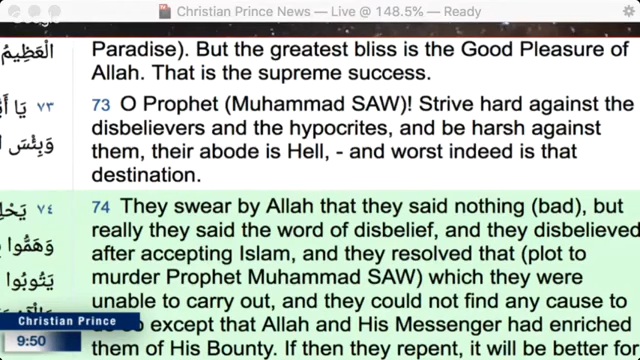 Christian Prince News — Live @ 148.5% — Ready
الْعَظِيمُ
Paradise). But the greatest bliss is the Good Pleasure of
Allah. That is the supreme success.
٧٣
73 O Prophet (Muhammad SAW)! Strive hard against the
disbelievers and the hypocrites, and be harsh against
وَبِئْسَ
them, their abode is Hell, - and worst indeed is that
destination.
٧٤
74 They swear by Allah that they said nothing (bad), but
really they said the word of disbelief, and they disbelieved
وَهَمُّوا
after accepting Islam, and they resolved that (plot to
murder Prophet Muhammad SAW) which they were
يَتُوبُوا
unable to carry out, and they could not find any cause to
except that Allah and His Messenger had enriched
them of His Bounty. If then they repent, it will be better for
Christian Prince
9:50